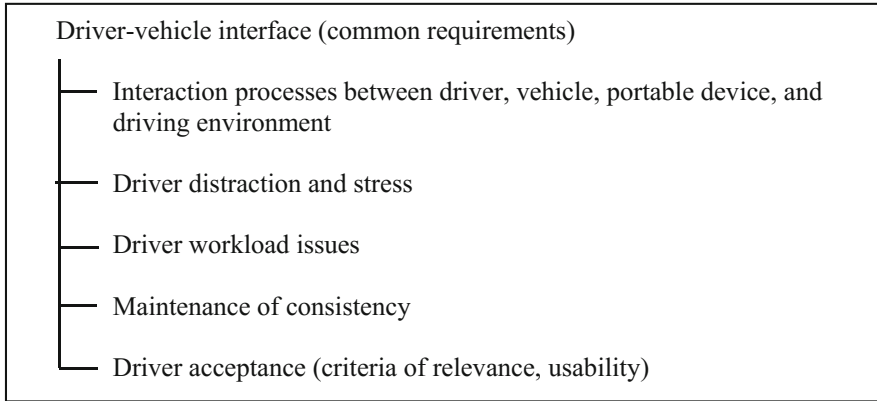 Driver-vehicle interface (common requirements)
Interaction processes between driver, vehicle, portable device, and
driving environment
Driver distraction and stress
Driver workload issues
Maintenance of consistency
Driver acceptance (criteria of relevance, usability)